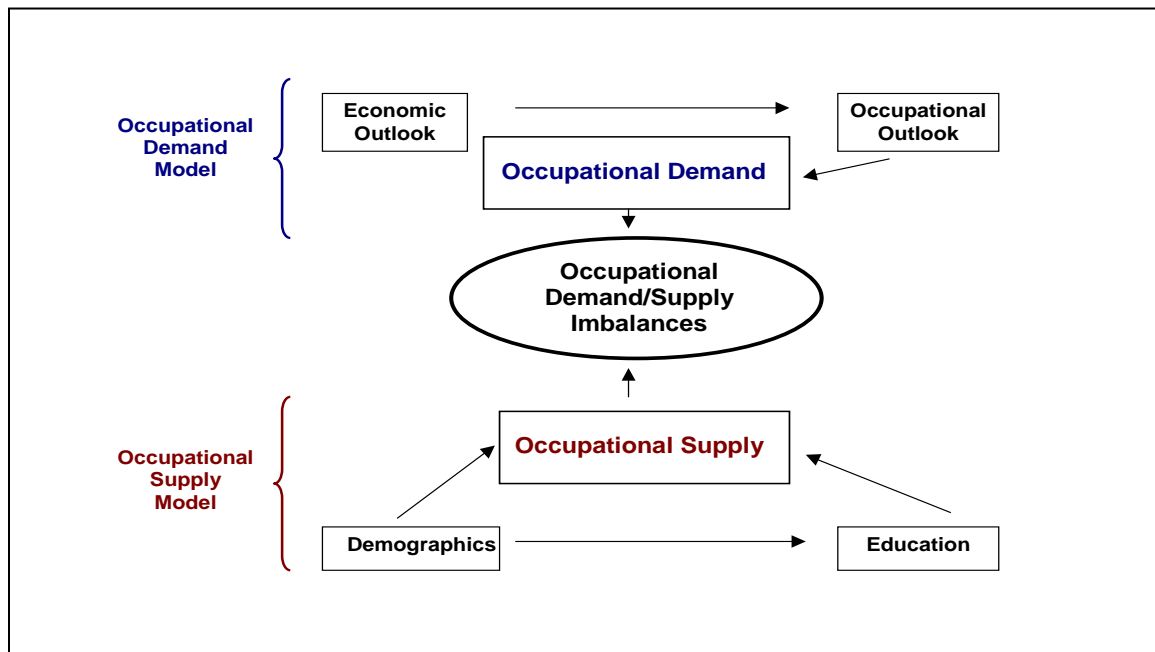 Occupational
Demand
Model
Economic
Outlook
Occupational
Outlook
Occupational Demand
Occupational
Demand/Supply
Imbalances
Occupational
Supply
Model
Occupational Supply
Demographics
Education